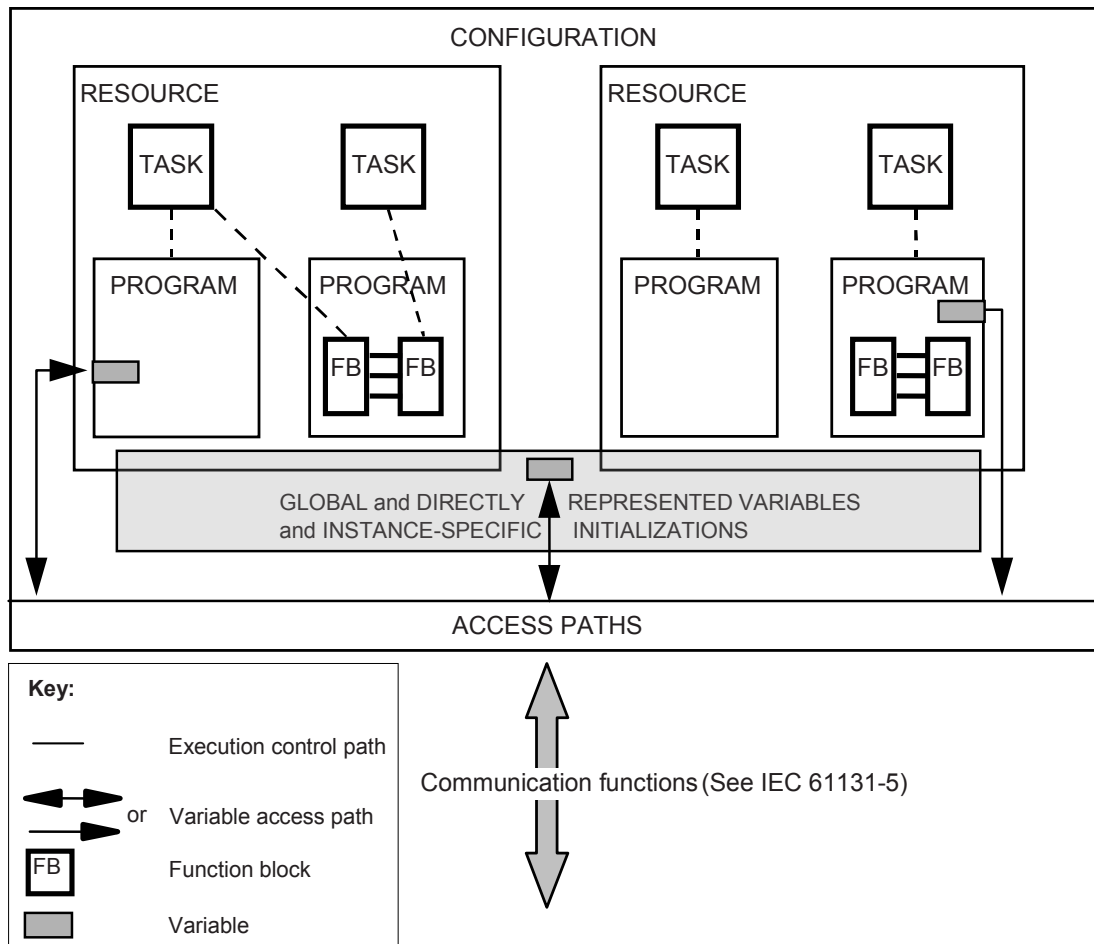 CONFIGURATION
RESOURCE
TASK
TASK
PROGRAM
PROGRAM
FB
FB
RESOURCE
TASK
TASK
PROGRAM
PROGRAM
FB
FB
GLOBAL and DIRECTLY REPRESENTED VARIABLES
and INSTANCE-SPECIFIC INITIALIZATIONS
ACCESS PATHS
Communication functions (See IEC 61131-5)
Key:
Execution control path
or Variable access path
FB Function block
Variable